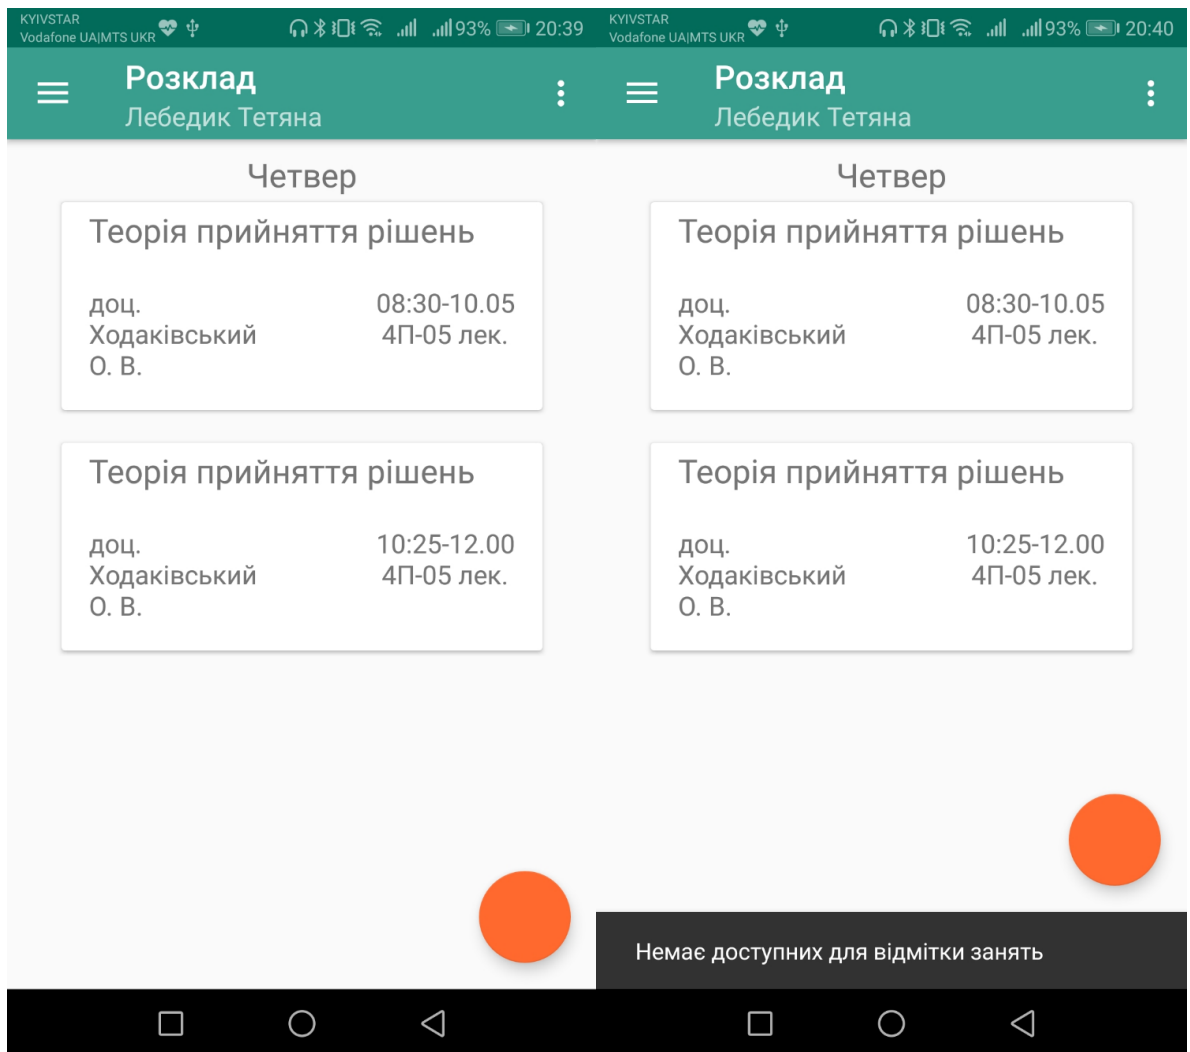 KYIVSTAR
Vodafone UA|MTS UKR
93%
20:39
Розклад
Лебедик Тетяна
Четвер
Теорія прийняття рішень
доц.
Ходаківський
О. В.
08:30-10.05
4П-05 лек.
Теорія прийняття рішень
доц.
Ходаківський
О. В.
10:25-12.00
4П-05 лек.
KYIVSTAR
Vodafone UA|MTS UKR
93%
20:40
Розклад
Лебедик Тетяна
Четвер
Теорія прийняття рішень
доц.
Ходаківський
О. В.
08:30-10.05
4П-05 лек.
Теорія прийняття рішень
доц.
Ходаківський
О. В.
10:25-12.00
4П-05 лек.
Немає доступних для відмітки занять